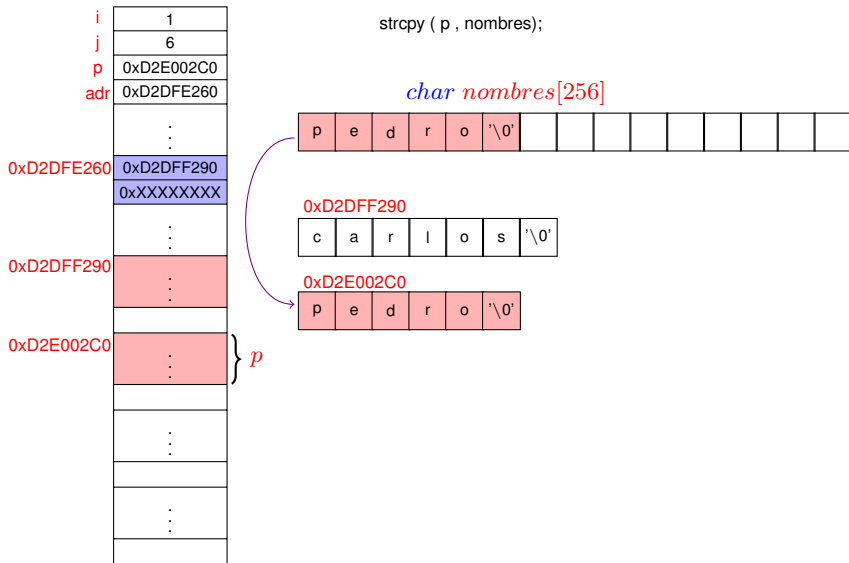 i 1
j 6
p 0xD2E002C0
adr 0xD2DFE260
strcpy ( p , nombres);
char nombres[256]
p e d r o '\0'
0xD2DFE260 0xD2DFF290
0xXXXXXXXX
0xD2DFF290
c a r l o s '\0'
0xD2DFF290
0xD2E002C0
p e d r o '\0'
0xD2E002C0
p